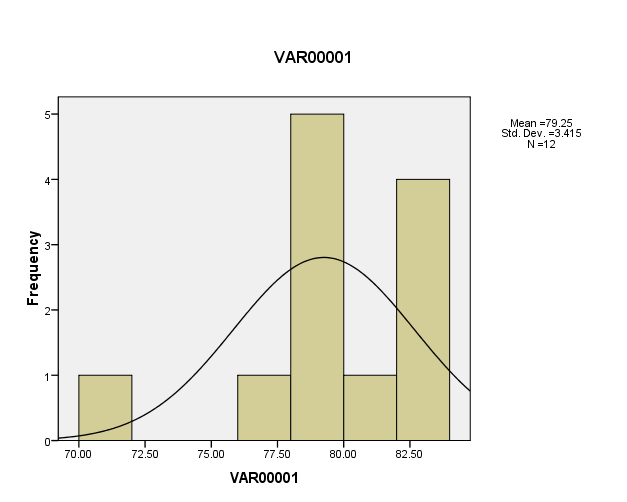 VAR00001
Mean =79.25
Std. Dev. =3.415
N =12
Frequency
5
4
3
2
1
0
70.00 72.50 75.00 77.50 80.00 82.50
VAR00001